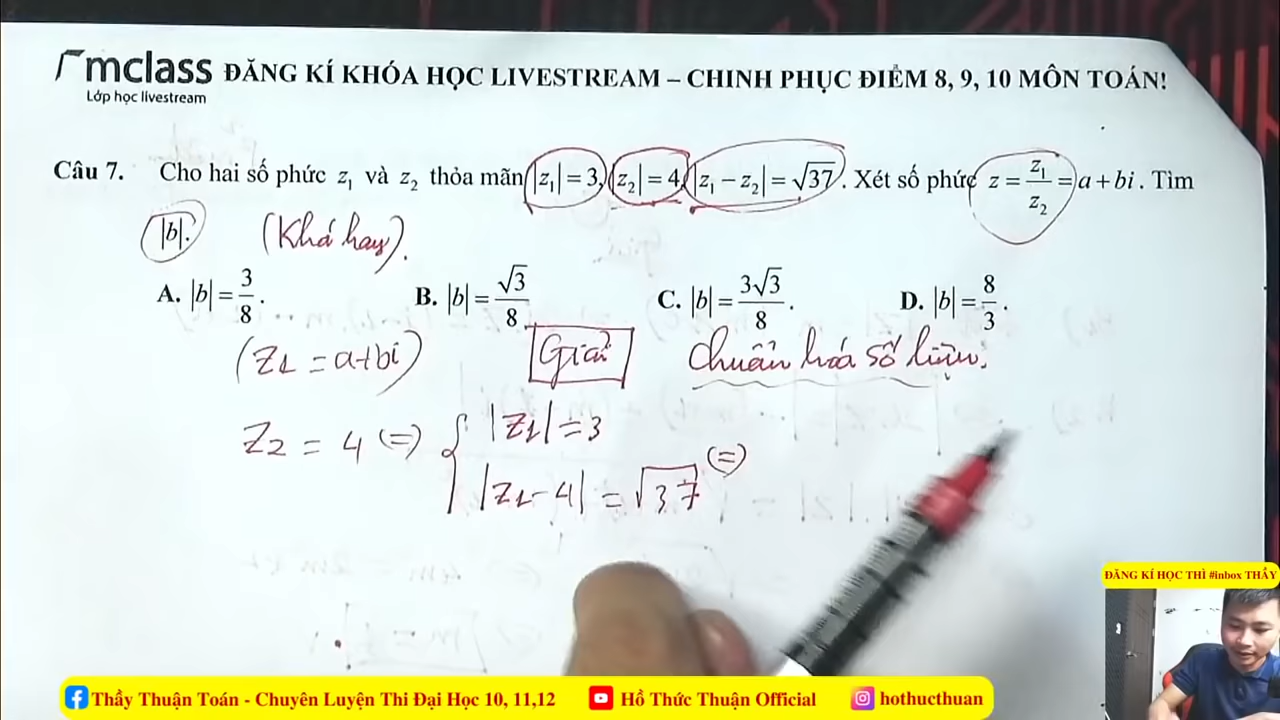 mclass
Lớp học livestream
ĐĂNG KÍ KHÓA HỌC LIVESTREAM – CHINH PHỤC ĐIỂM 8, 9, 10 MÔN TOÁN!
Câu 7. Cho hai số phức z₁ và z₂ thỏa mãn |z₁| = 3, |z₂| = 4, |z₁ − z₂| = √37. Xét số phức z = z₁/z₂ = a + bi. Tìm
|b|. (Khá hay).
A. |b| = 3/8. B. |b| = √3/8 C. |b| = 3√3/8. D. |b| = 8/3.
(z₁ = a+bi) Giải Chuẩn hoá số liệu.
z₂ = 4 (=) { |z₁| = 3
|z₁ - 4| = √37 (=)
ĐĂNG KÍ HỌC THÌ #inbox THẦY
Thầy Thuận Toán - Chuyên Luyện Thi Đại Học 10, 11,12
Hồ Thức Thuận Official
hothucthuan